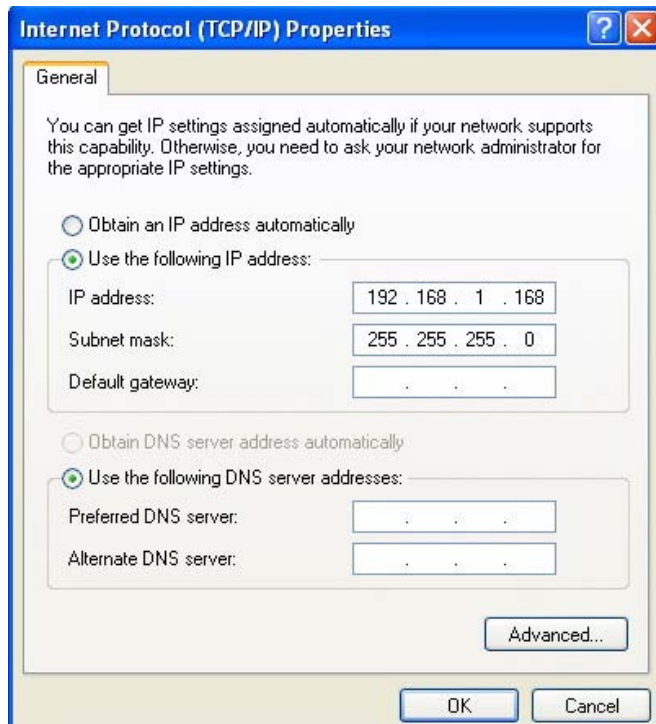 Internet Protocol (TCP/IP) Properties
General
You can get IP settings assigned automatically if your network supports
this capability. Otherwise, you need to ask your network administrator for
the appropriate IP settings.
Obtain an IP address automatically
Use the following IP address:
IP address: 192 . 168 . 1 . 168
Subnet mask: 255 . 255 . 255 . 0
Default gateway: . . .
Obtain DNS server address automatically
Use the following DNS server addresses:
Preferred DNS server: . . .
Alternate DNS server: . . .
Advanced...
OK Cancel